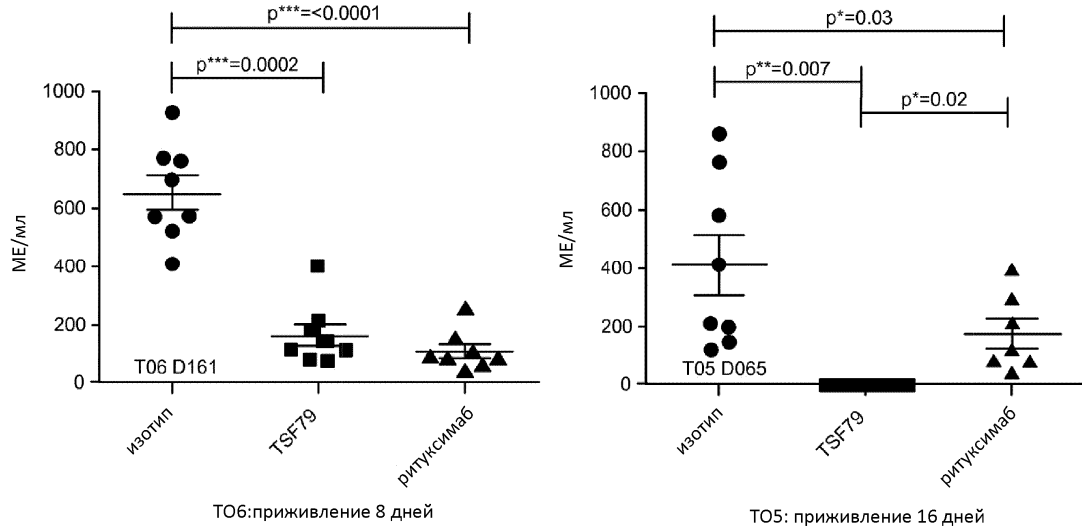 p***=<0.0001
p***=0.0002
1000
800
600
400
200
0
МЕ/мл
T06 D161
изотип
TSF79
ритуксимаб
ТО6:приживление 8 дней
p*=0.03
p**=0.007
p*=0.02
1000
800
600
400
200
0
МЕ/мл
T05 D065
изотип
TSF79
ритуксимаб
ТО5: приживление 16 дней